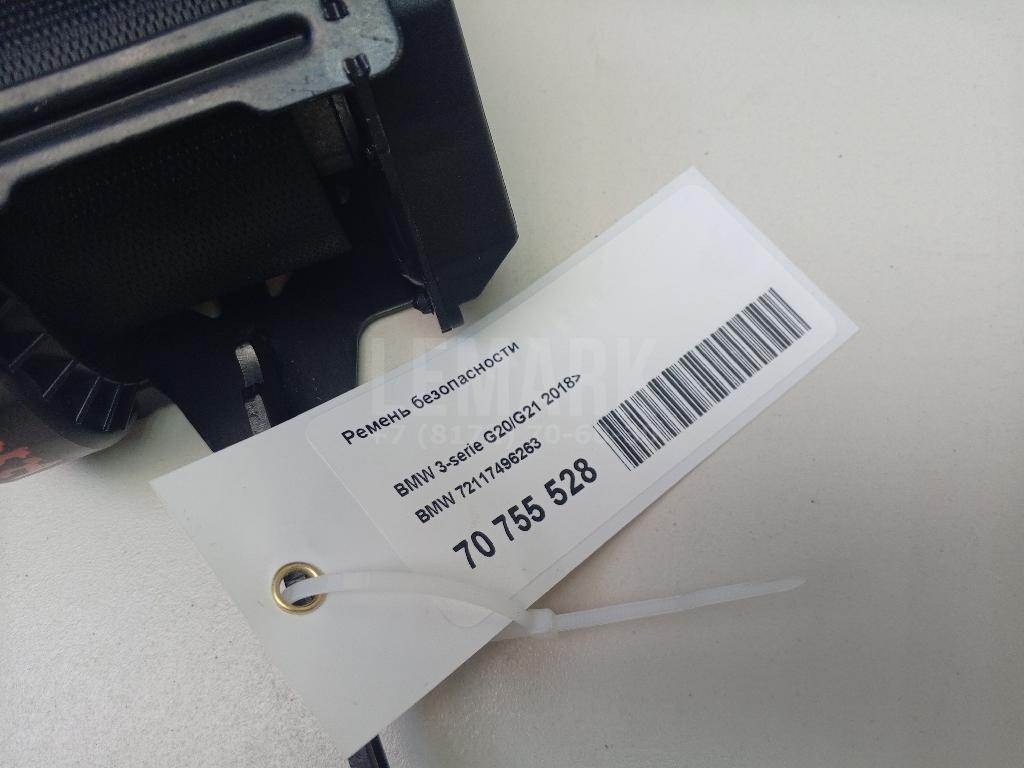 Ремень безопасности
BMW 3-serie G20/G21 2018>
BMW 72117496263
70 755 528
LEMARK